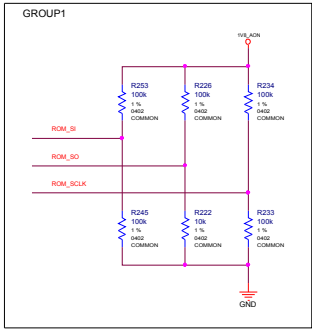 GROUP1
1V8_AON
R253
100k
1 %
0402
COMMON
R226
100k
1 %
0402
COMMON
R234
100k
1 %
0402
COMMON
ROM_SI
ROM_SO
ROM_SCLK
R245
100k
1 %
0402
COMMON
R222
10k
1 %
0402
COMMON
R233
100k
1 %
0402
COMMON
GND